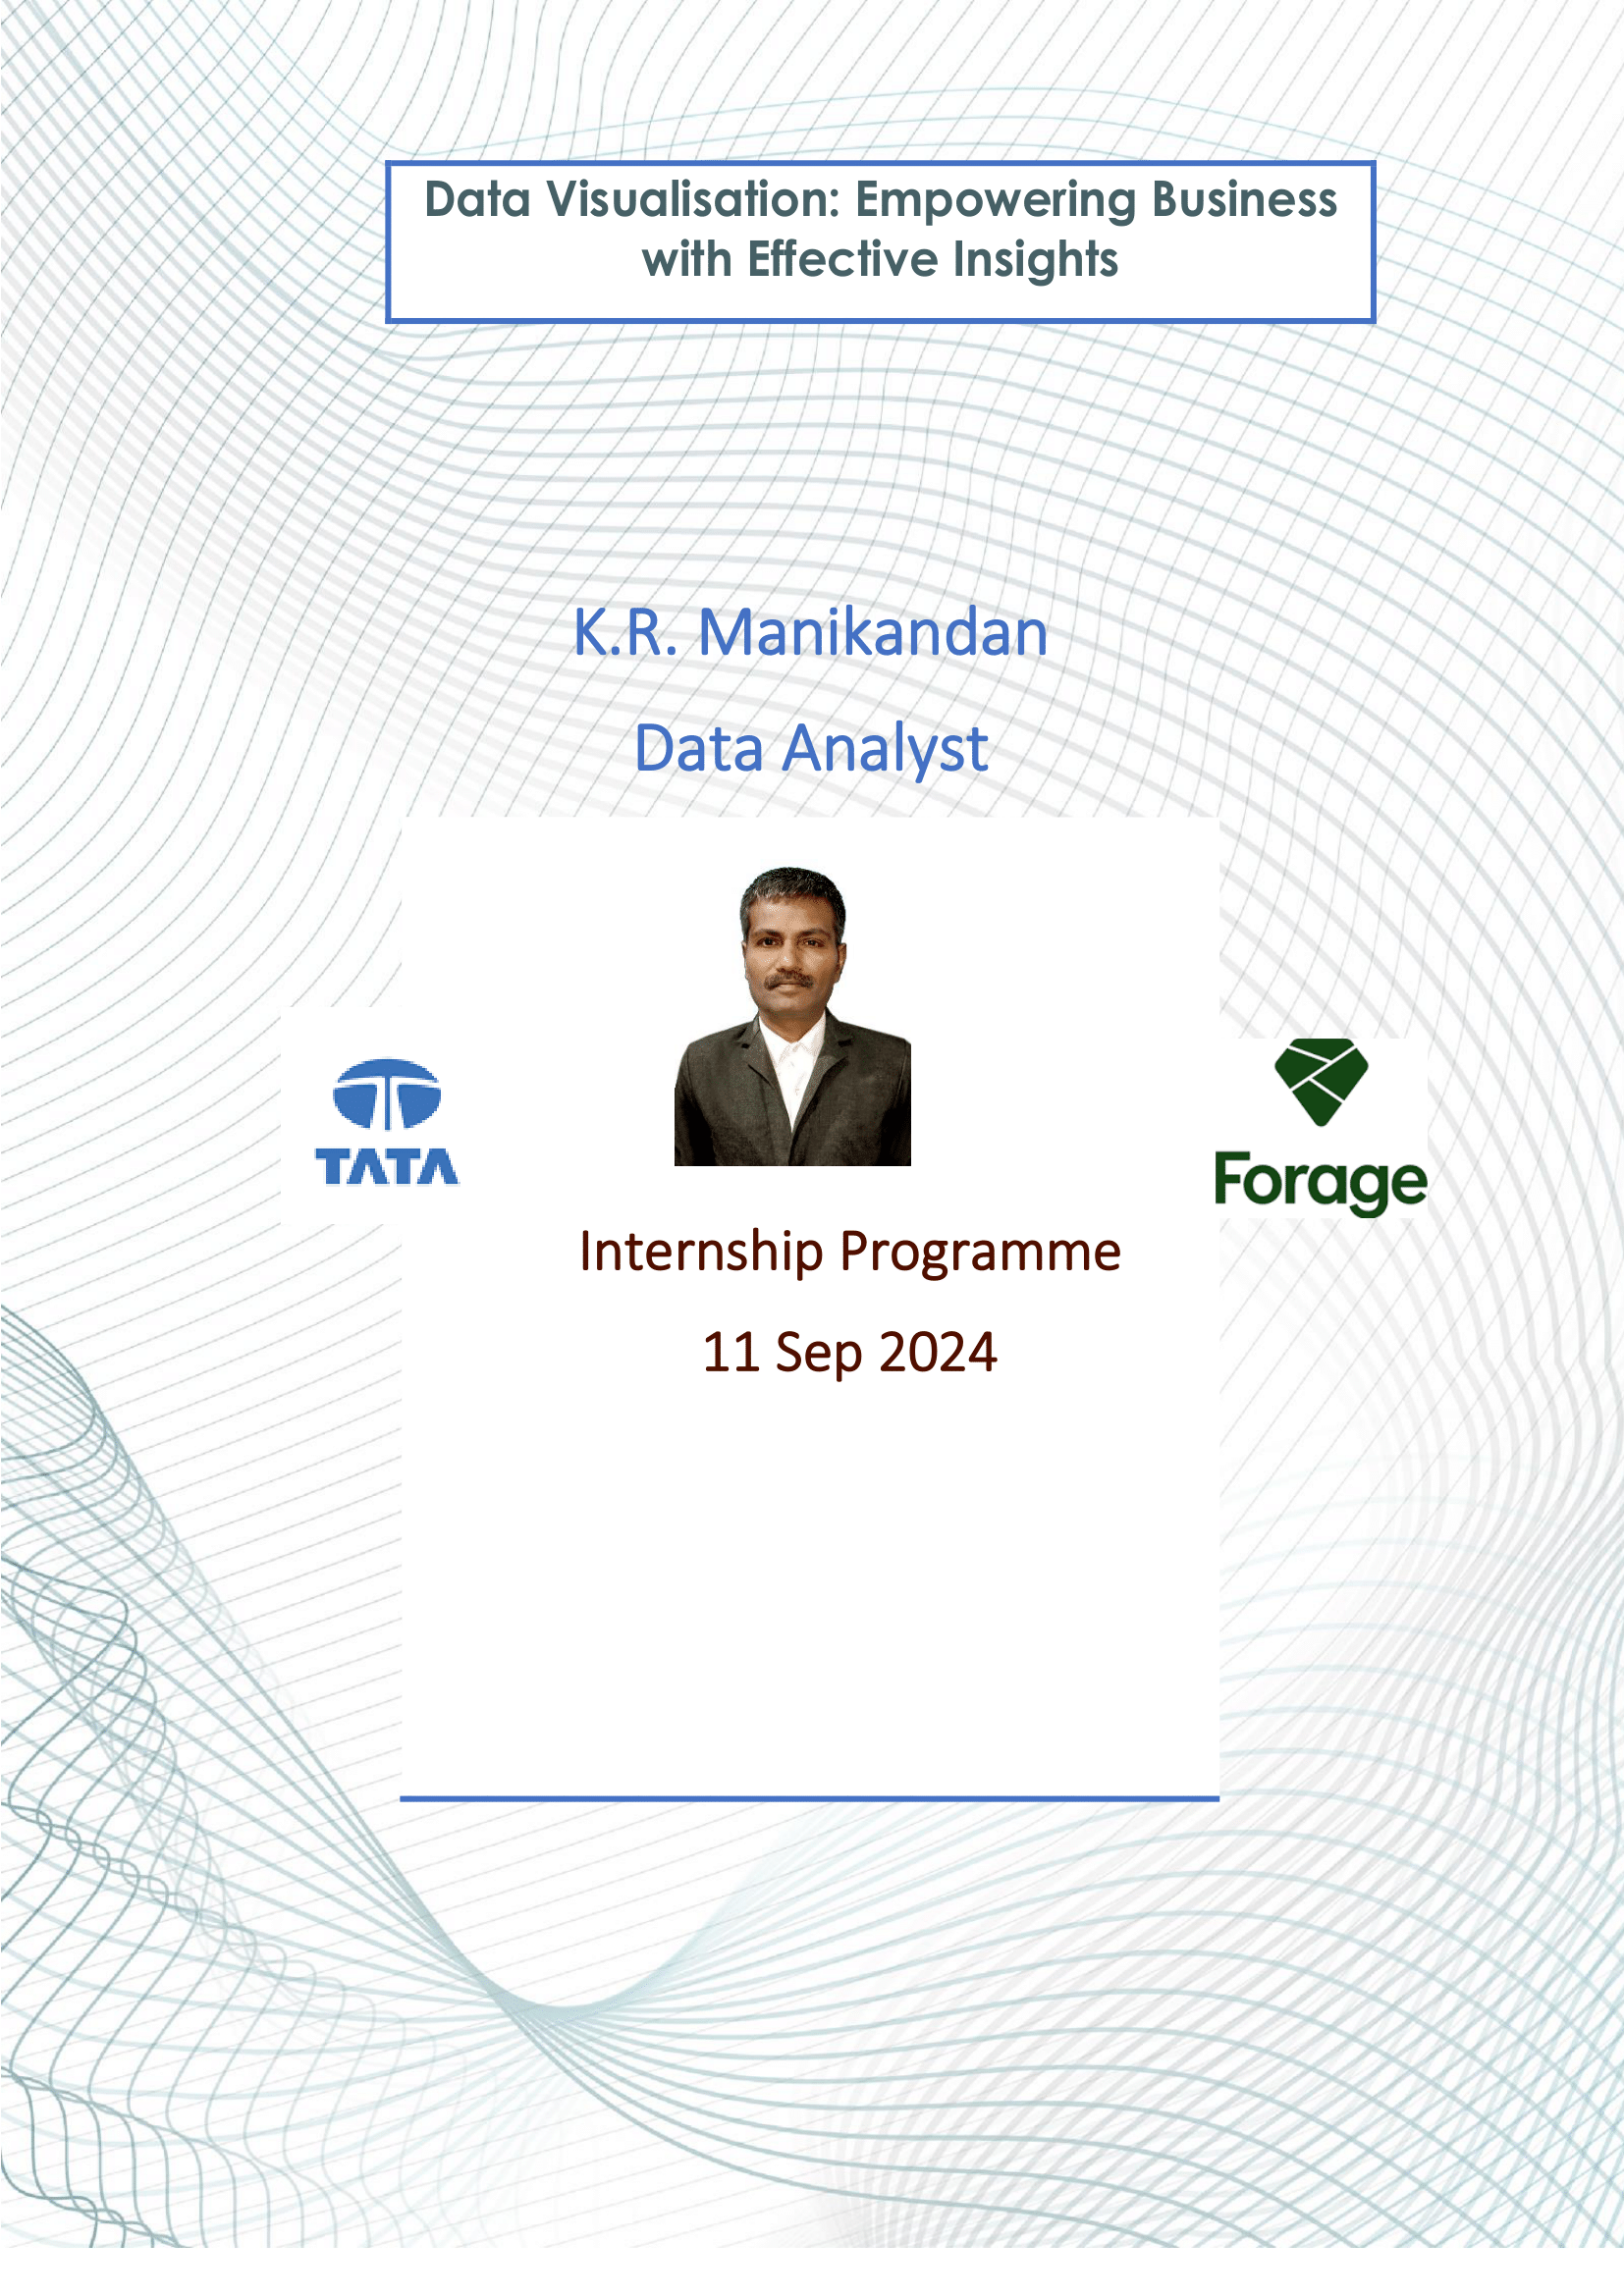 Data Visualisation: Empowering Business
with Effective Insights
K.R. Manikandan
Data Analyst
TATA
Forage
Internship Programme
11 Sep 2024